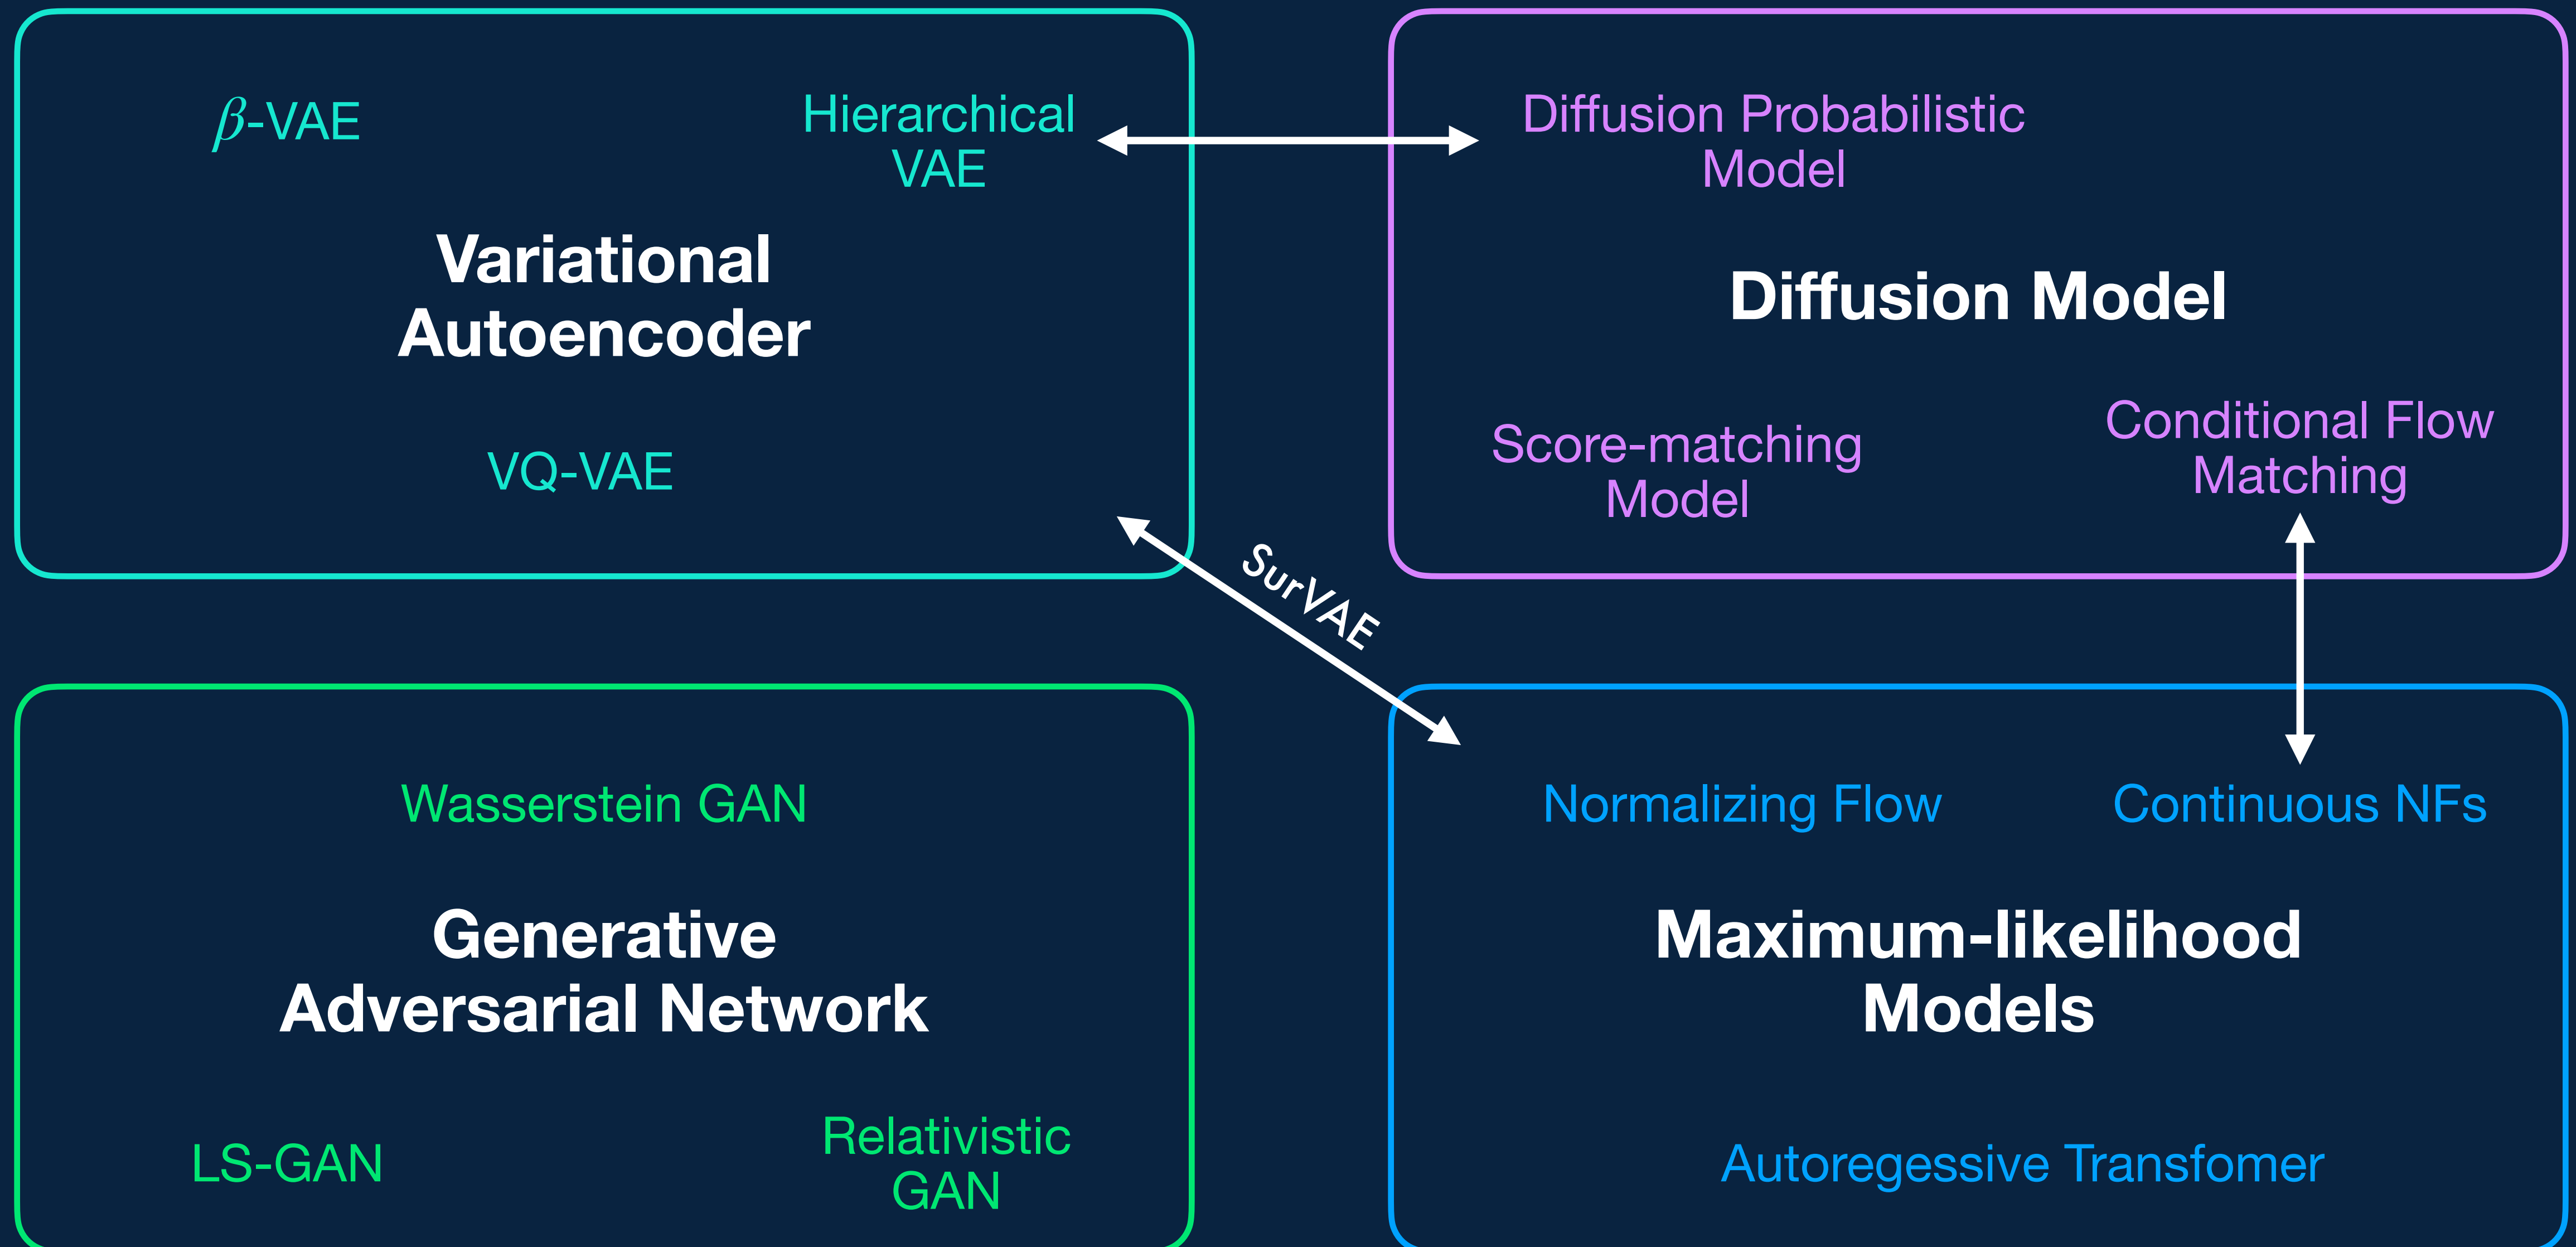 β-VAE
Hierarchical
VAE
Variational
Autoencoder
VQ-VAE
Diffusion Probabilistic
Model
Diffusion Model
Score-matching
Model
Conditional Flow
Matching
SurVAE
Wasserstein GAN
Generative
Adversarial Network
LS-GAN
Relativistic
GAN
Normalizing Flow
Continuous NFs
Maximum-likelihood
Models
Autoregessive Transfomer